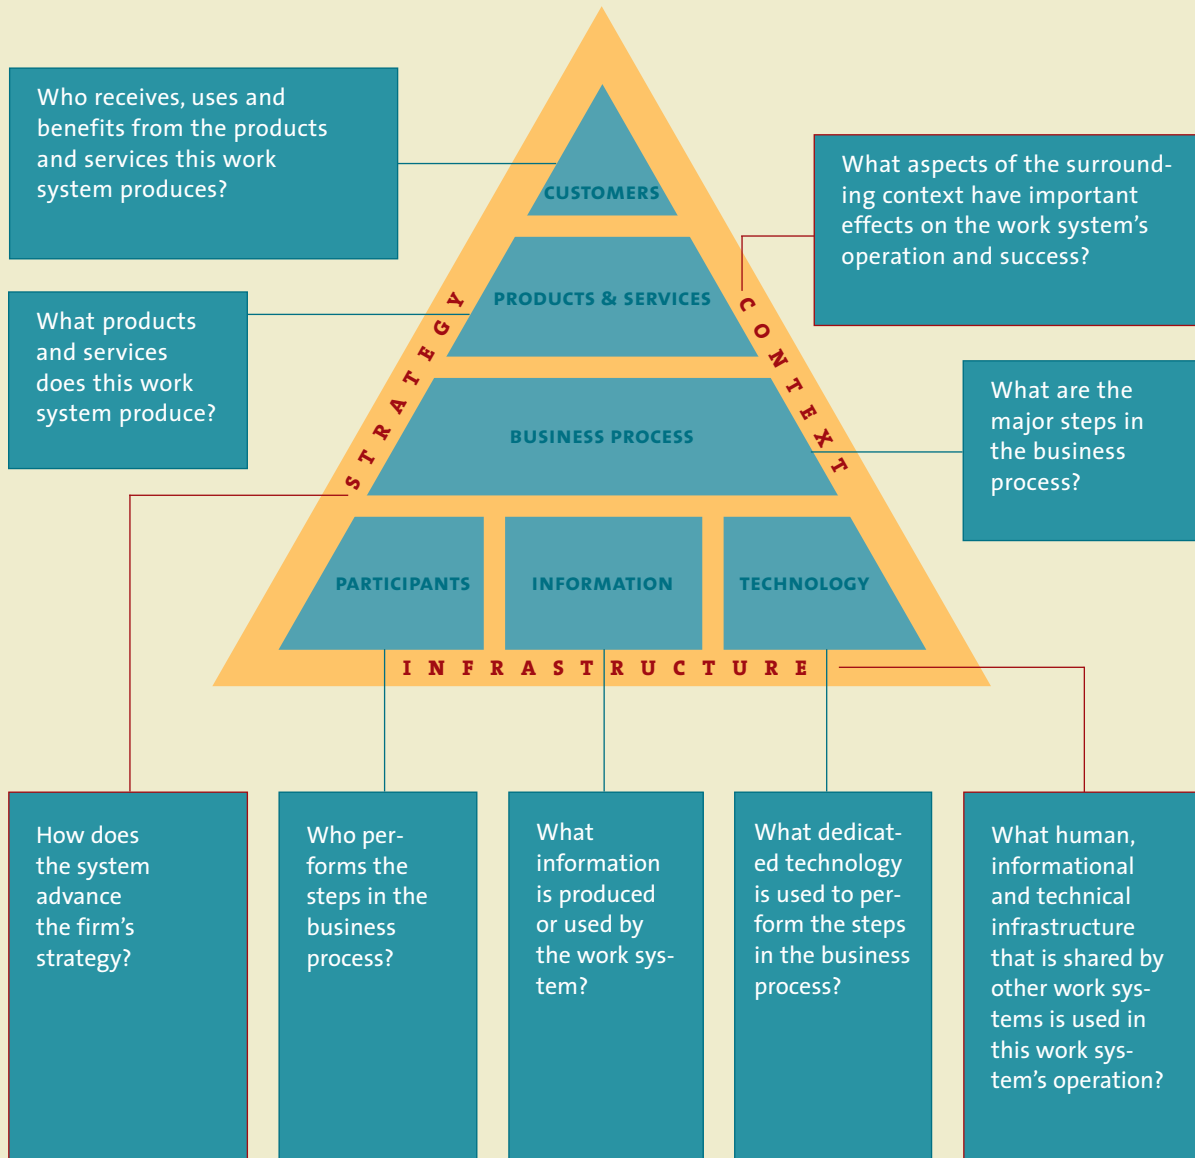 Who receives, uses and
benefits from the products
and services this work
system produces?
What aspects of the surround-
ing context have important
effects on the work system’s
operation and success?
What products
and services
does this work
system produce?
What are the
major steps in
the business
process?
CUSTOMERS
PRODUCTS & SERVICES
BUSINESS PROCESS
PARTICIPANTS
INFORMATION
TECHNOLOGY
STRATEGY
CONTEXT
INFRASTRUCTURE
How does
the system
advance
the firm’s
strategy?
Who per-
forms the
steps in the
business
process?
What
information
is produced
or used by
the work sys-
tem?
What dedicat-
ed technology
is used to per-
form the steps
in the business
process?
What human,
informational
and technical
infrastructure
that is shared by
other work sys-
tems is used in
this work sys-
tem’s operation?